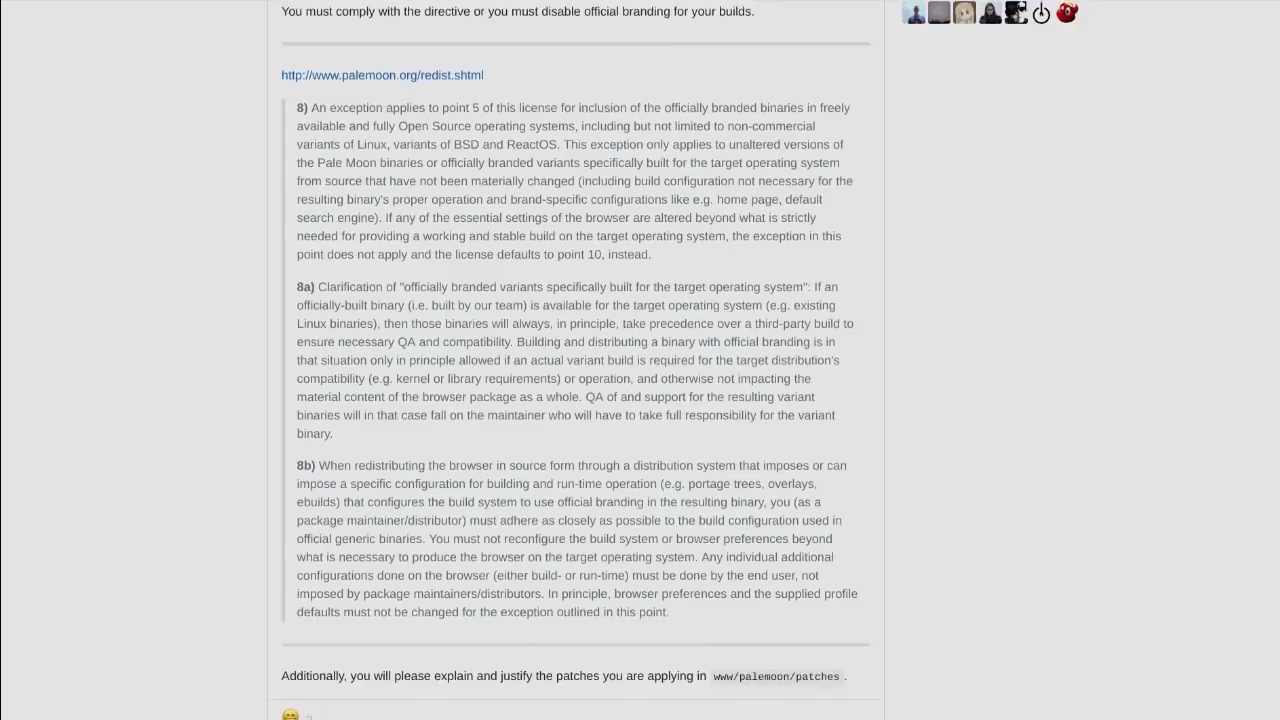 You must comply with the directive or you must disable official branding for your builds.
http://www.palemoon.org/redist.shtml
8) An exception applies to point 5 of this license for inclusion of the officially branded binaries in freely
available and fully Open Source operating systems, including but not limited to non-commercial
variants of Linux, variants of BSD and ReactOS. This exception only applies to unaltered versions of
the Pale Moon binaries or officially branded variants specifically built for the target operating system
from source that have not been materially changed (including build configuration not necessary for the
resulting binary's proper operation and brand-specific configurations like e.g. home page, default
search engine). If any of the essential settings of the browser are altered beyond what is strictly
needed for providing a working and stable build on the target operating system, the exception in this
point does not apply and the license defaults to point 10, instead.
8a) Clarification of "officially branded variants specifically built for the target operating system": If an
officially-built binary (i.e. built by our team) is available for the target operating system (e.g. existing
Linux binaries), then those binaries will always, in principle, take precedence over a third-party build to
ensure necessary QA and compatibility. Building and distributing a binary with official branding is in
that situation only in principle allowed if an actual variant build is required for the target distribution's
compatibility (e.g. kernel or library requirements) or operation, and otherwise not impacting the
material content of the browser package as a whole. QA of and support for the resulting variant
binaries will in that case fall on the maintainer who will have to take full responsibility for the variant
binary.
8b) When redistributing the browser in source form through a distribution system that imposes or can
impose a specific configuration for building and run-time operation (e.g. portage trees, overlays,
ebuilds) that configures the build system to use official branding in the resulting binary, you (as a
package maintainer/distributor) must adhere as closely as possible to the build configuration used in
official generic binaries. You must not reconfigure the build system or browser preferences beyond
what is necessary to produce the browser on the target operating system. Any individual additional
configurations done on the browser (either build- or run-time) must be done by the end user, not
imposed by package maintainers/distributors. In principle, browser preferences and the supplied profile
defaults must not be changed for the exception outlined in this point.
Additionally, you will please explain and justify the patches you are applying in www/palemoon/patches.